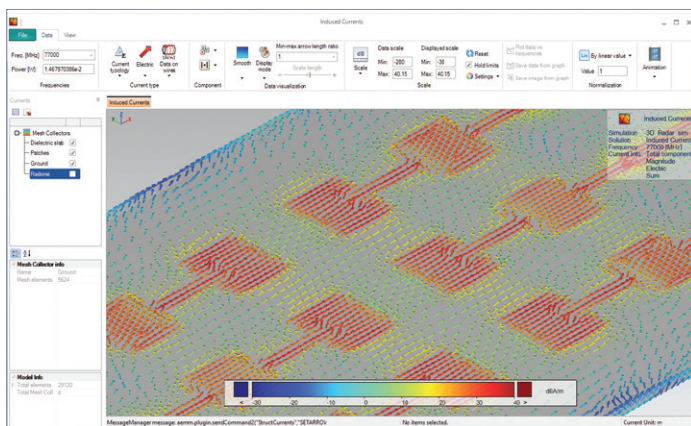 Induced Currents
File Data View
Freq. [MHz] 77000
Power [W] 1.467970386e-2
Frequencies
Current typology
Electric
Data on wires
Current type
Component
Smooth
Display mode
Min-max arrow length ratio
1
Scale length
Data visualization
dB
Scale
Data scale
Min: -280
Max: 40.15
Displayed scale
Min: -30
Max: 40.15
Reset
Hold limits
Settings
Scale
Plot data vs frequencies
Save data from graph
Save image from graph
Lin By linear value
Value 1
Normalization
Animation
Currents
Mesh Collectors
Dielectric slab
Patches
Ground
Radome
Induced Currents
Induced Currents
Simulation 3D Radar sim
Solution Induced Current
Frequency 77000 [MHz]
Current info. Total component
Magnitude
Electric
Sum
Mesh Collector info
Name Ground
Mesh elements 5624
Model Info
Total elements 29120
Total Mesh Coll
< -30 -20 -10 0 10 20 30 40 > dBA/m
MessageManager message: aemm.plugin.sendCommand2("StructCurrents","SETARROW
No items selected.
Current Unit: m